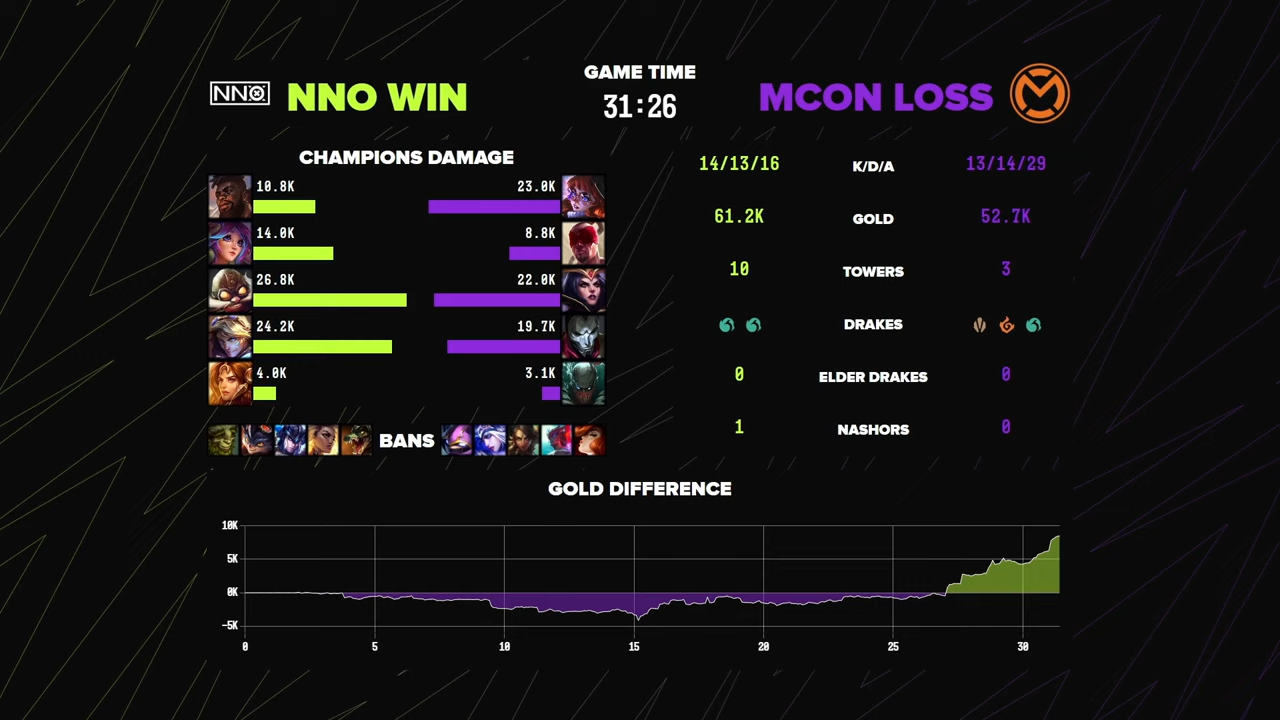 NNO
NNO WIN
GAME TIME
31:26
MCON LOSS
CHAMPIONS DAMAGE
10.8K
23.0K
14.0K
8.8K
26.8K
22.0K
24.2K
19.7K
4.0K
3.1K
BANS
14/13/16 K/D/A 13/14/29
61.2K GOLD 52.7K
10 TOWERS 3
DRAKES
0 ELDER DRAKES 0
1 NASHORS 0
GOLD DIFFERENCE
10K
5K
0K
-5K
0 5 10 15 20 25 30